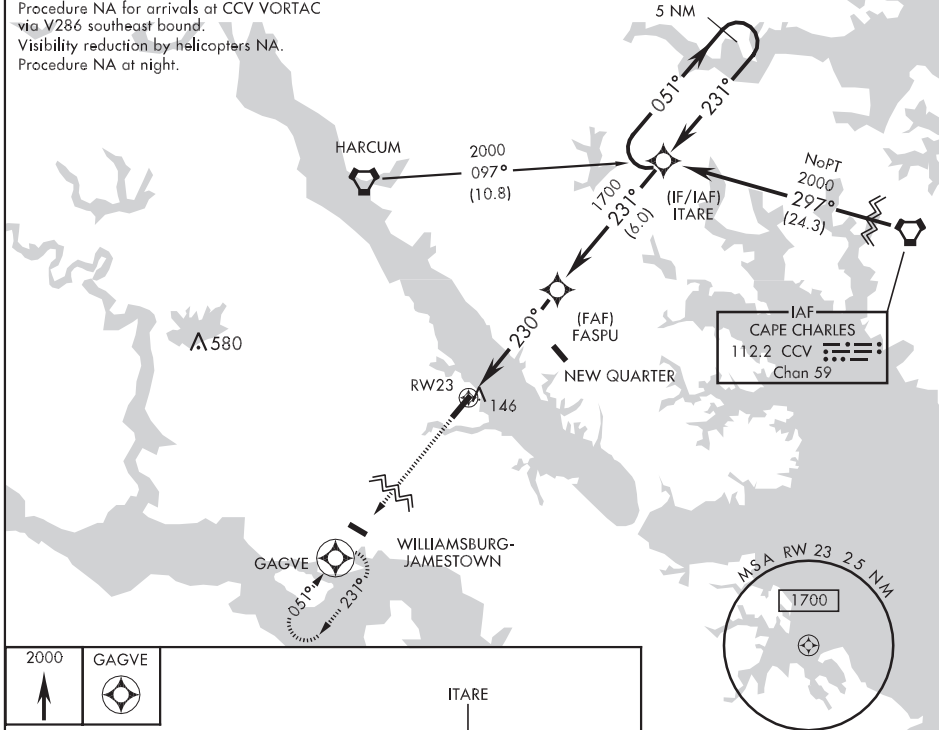 Procedure NA for arrivals at CCV VORTAC
via V286 southeast bound.
Visibility reduction by helicopters NA.
Procedure NA at night.
5 NM
051°
231°
HARCUM
2000
097°
(10.8)
NoPT
2000
297°
(24.3)
(IF/IAF)
ITARE
1700
231°
(6.0)
IAF
CAPE CHARLES
112.2 CCV
Chan 59
(FAF)
FASPU
230°
580
NEW QUARTER
RW23
146
WILLIAMSBURG-
JAMESTOWN
GAGVE
051°
231°
MSA RW 23 25 NM
1700
2000
GAGVE
ITARE